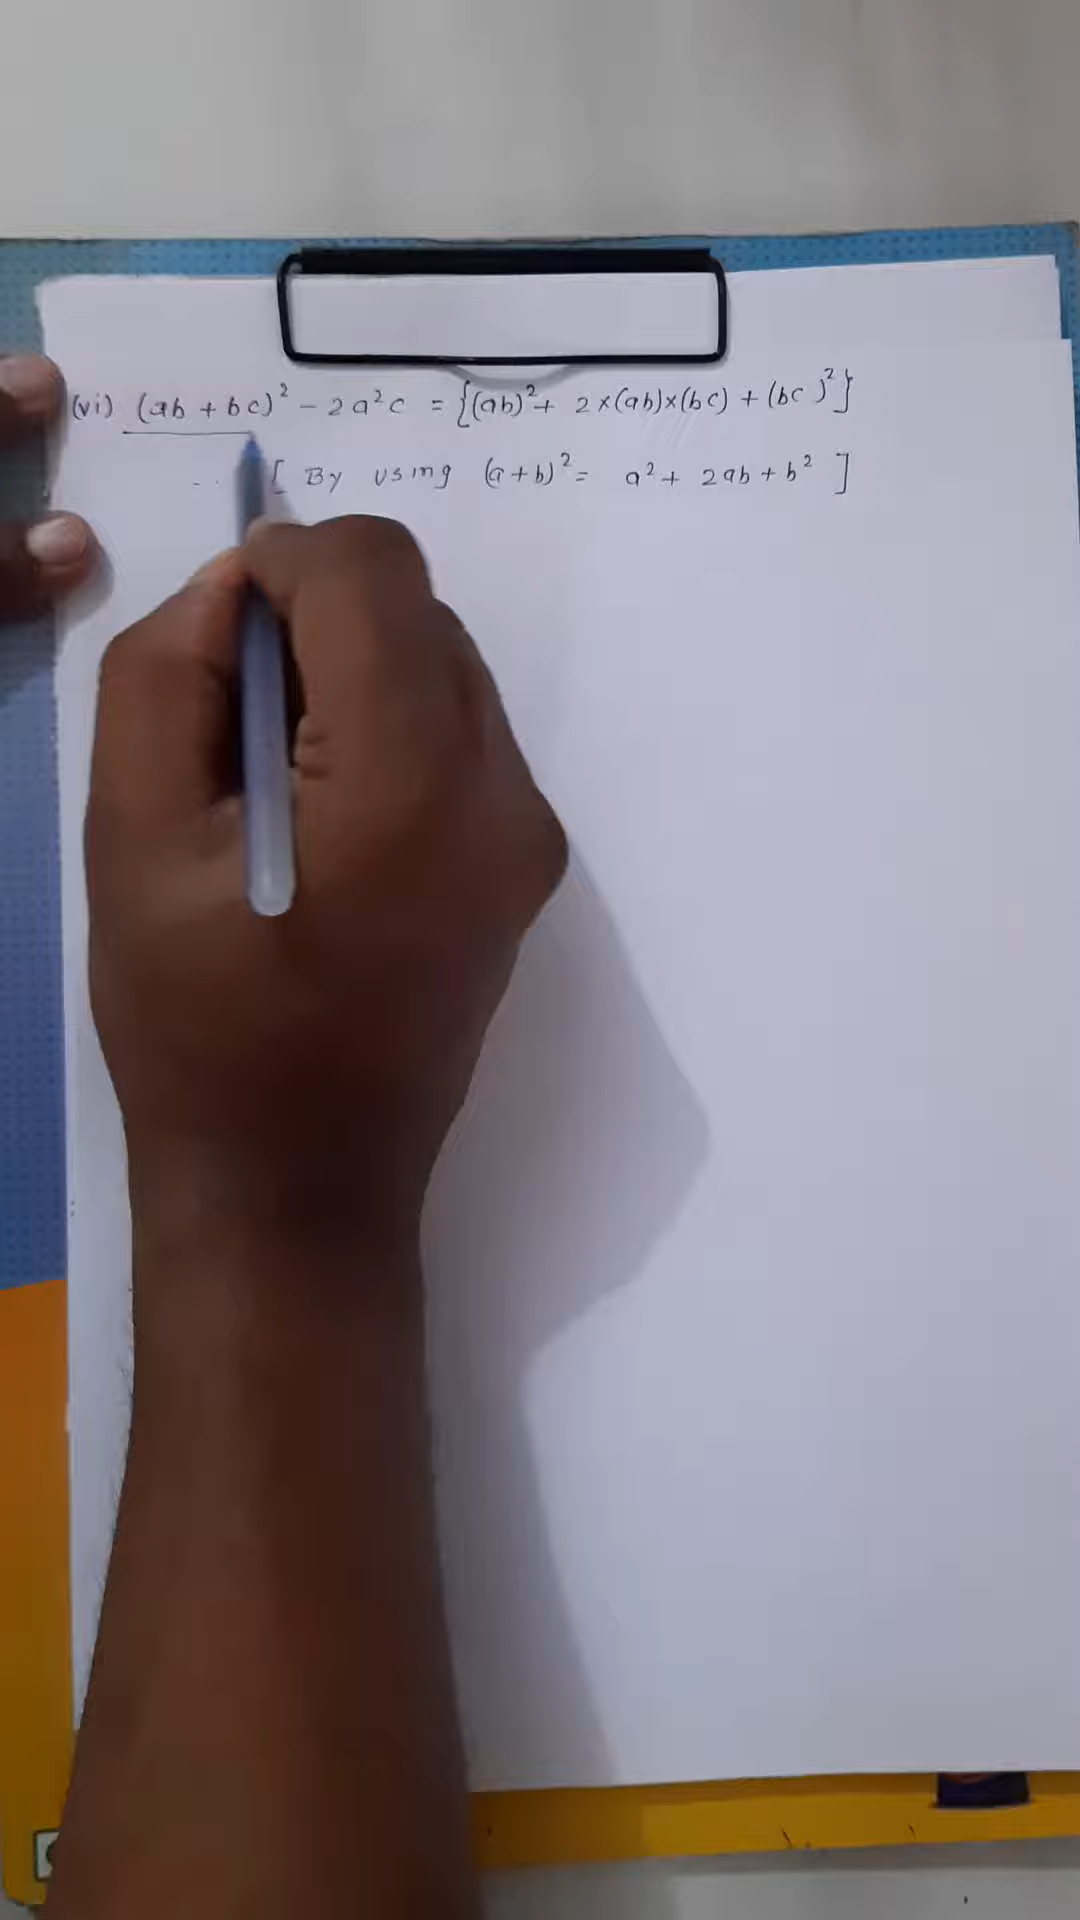 (vi) (ab + bc)² - 2a²c = {(ab)² + 2×(ab)×(bc) + (bc)²}
[ By using (a+b)² = a² + 2ab + b² ]